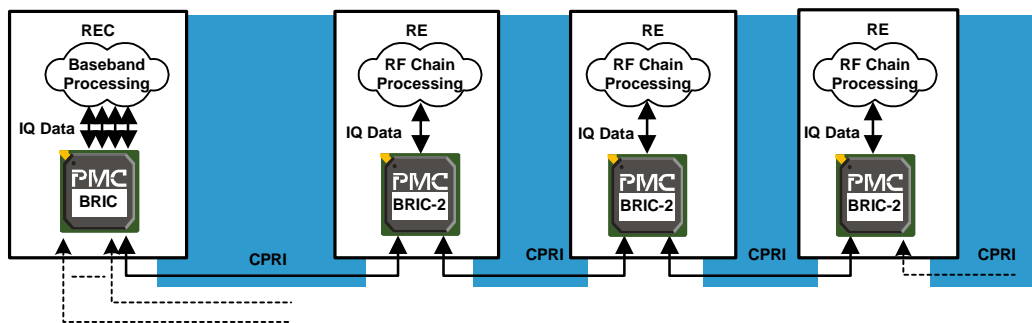 REC
Baseband
Processing
IQ Data
PMC
BRIC
RE
RF Chain
Processing
IQ Data
PMC
BRIC-2
RE
RF Chain
Processing
IQ Data
PMC
BRIC-2
RE
RF Chain
Processing
IQ Data
PMC
BRIC-2
CPRI
CPRI
CPRI
CPRI